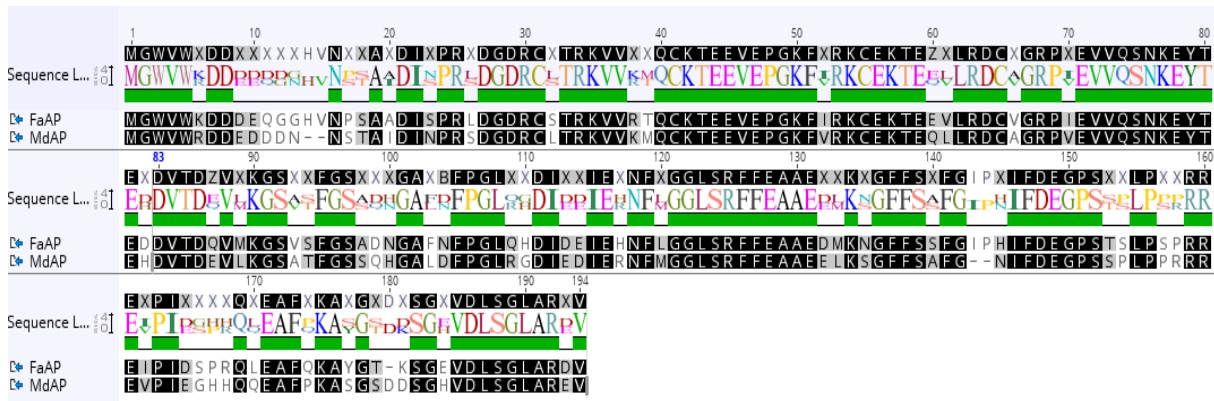 1 10 20 30 40 50 60 70 80
MGWVWXDDXXXXXHVNXXAXDIXPRXDGDRCXTRKVVXXQCKTEEVEPGKFXRKCEKTEZXLRDCXGRPXEVVQSNKEYT
Sequence L...
FaAP MGWVWKDDDEQGGHVNPSAADISPRLDGDRCSTRKVVRTQCKTEEVEPGKFIRKCEKTEEVLRDCVGRPIEVVQSNKEYT
MdAP MGWVWRDDEDDDN--NSTAIDINPRSDGDRCLTRKVVKMQCKTEEVEPGKFVRKCEKTEQLLRDCAGRPVEVVQSNKEYT
83 90 100 110 120 130 140 150 160
EXDVTDZVXKGSXXFGSXXXGAXBFPGLXXDIXXIEXNFXGGLSRFFEAAEXXKXGFFSXFGIPXIFDEGPSXXLPXXRR
Sequence L...
FaAP EDDVTDQVMKGSVSFGSADNGAFNFPGLQHDIDEIEHNFLGGLSRFFEAAEDMKNGFFSSFGIPHIFDEGPSTSLPSPRR
MdAP EHDVTDEVLKGSATFGSSQHGALDFPGLRGDIEDIERNFMGGLSRFFEAAEELKSGFFSAFG--NIFDEGPSSPLPPRRR
170 180 190 194
EXPIXXXXQXEAFXKAXGXDXSGXVDLSGLARXV
Sequence L...
FaAP EIPIDSPRQLEAFQKAYGT-KSGEVDLSGLARDV
MdAP EVPIEGHHQQEAFPKASGSDDSGHVDLSGLAREV